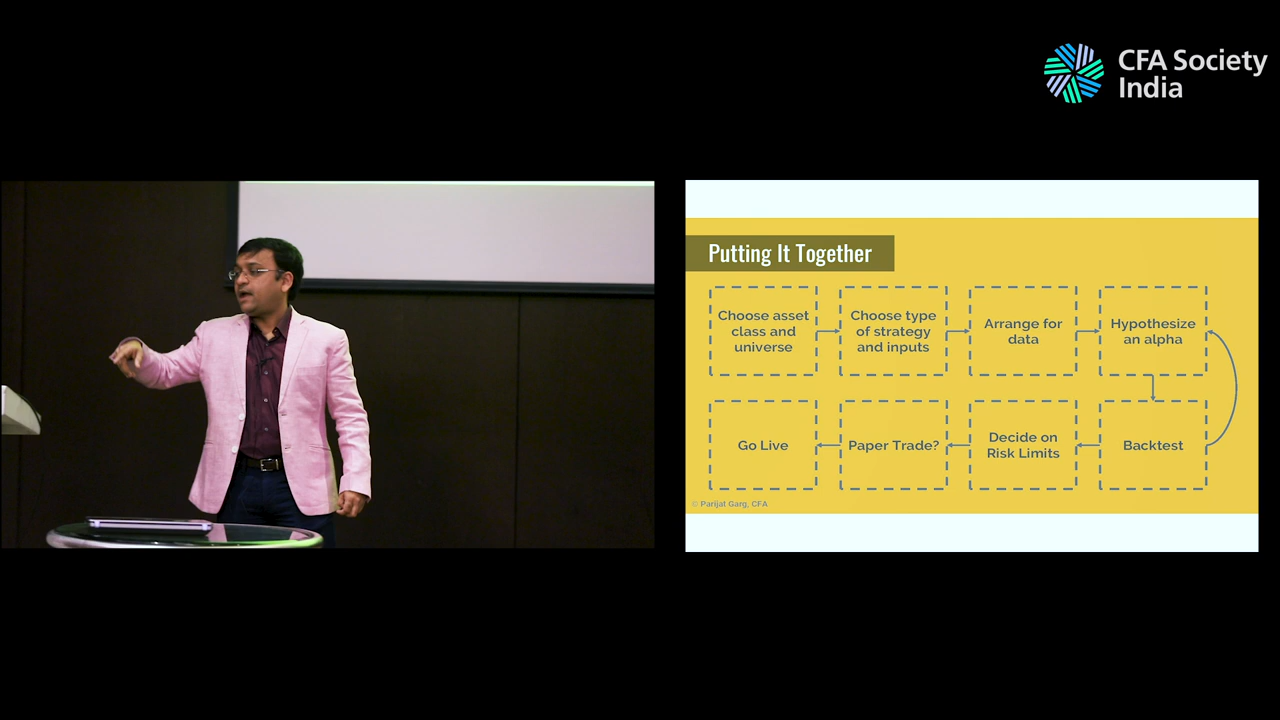 CFA Society
India
Putting It Together
Choose asset
class and
universe
Choose type
of strategy
and inputs
Arrange for
data
Hypothesize
an alpha
Go Live
Paper Trade?
Decide on
Risk Limits
Backtest
© Parijat Garg, CFA